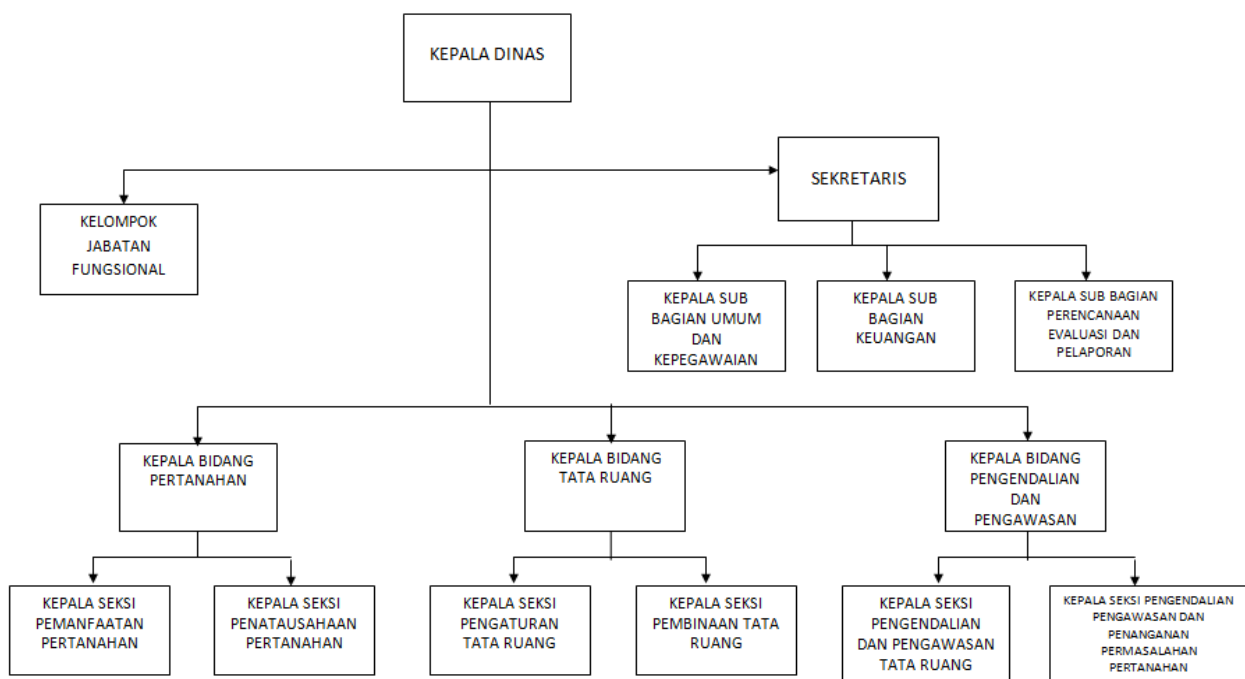 KEPALA DINAS
SEKRETARIS
KELOMPOK
JABATAN
FUNGSIONAL
KEPALA SUB
BAGIAN UMUM
DAN
KEPEGAWAIAN
KEPALA SUB
BAGIAN
KEUANGAN
KEPALA SUB BAGIAN
PERENCANAAN
EVALUASI DAN
PELAPORAN
KEPALA BIDANG
PERTANAHAN
KEPALA BIDANG
TATA RUANG
KEPALA BIDANG
PENGENDALIAN
DAN
PENGAWASAN
KEPALA SEKSI
PEMANFAATAN
PERTANAHAN
KEPALA SEKSI
PENATAUSAHAAN
PERTANAHAN
KEPALA SEKSI
PENGATURAN
TATA RUANG
KEPALA SEKSI
PEMBINAAN TATA
RUANG
KEPALA SEKSI
PENGENDALIAN
DAN PENGAWASAN
TATA RUANG
KEPALA SEKSI PENGENDALIAN
PENGAWASAN DAN
PENANGANAN
PERMASALAHAN
PERTANAHAN